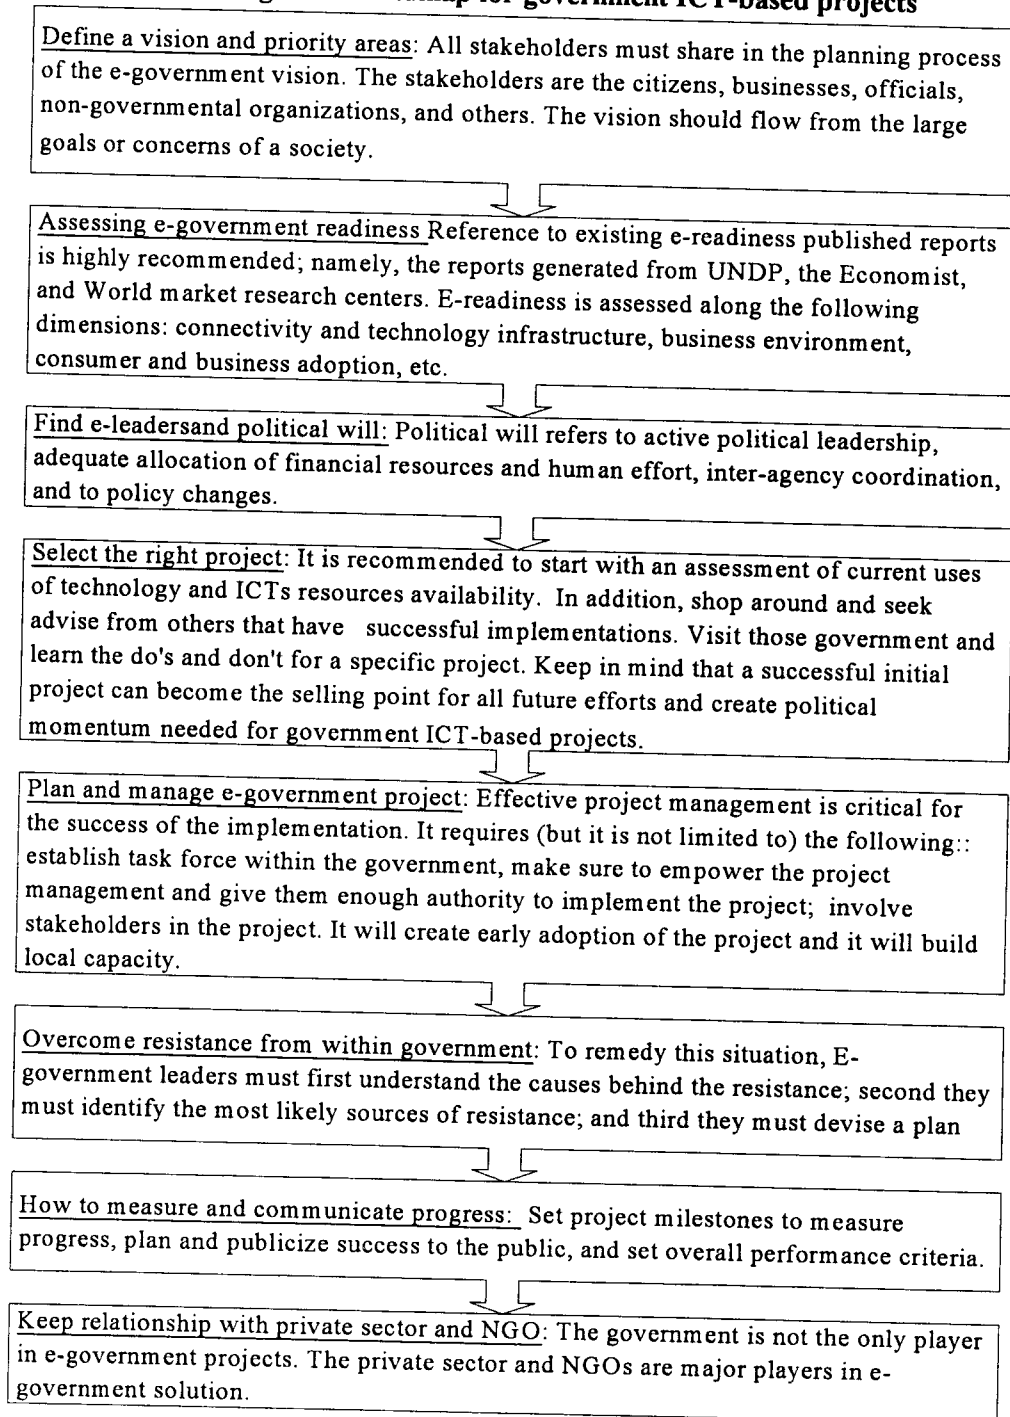 for government ICT-based projects
Define a vision and priority areas: All stakeholders must share in the planning process
of the e-government vision. The stakeholders are the citizens, businesses, officials,
non-governmental organizations, and others. The vision should flow from the large
goals or concerns of a society.
Assessing e-government readiness Reference to existing e-readiness published reports
is highly recommended; namely, the reports generated from UNDP, the Economist,
and World market research centers. E-readiness is assessed along the following
dimensions: connectivity and technology infrastructure, business environment,
consumer and business adoption, etc.
Find e-leadersand political will: Political will refers to active political leadership,
adequate allocation of financial resources and human effort, inter-agency coordination,
and to policy changes.
Select the right project: It is recommended to start with an assessment of current uses
of technology and ICTs resources availability. In addition, shop around and seek
advise from others that have successful implementations. Visit those government and
learn the do's and don't for a specific project. Keep in mind that a successful initial
project can become the selling point for all future efforts and create political
momentum needed for government ICT-based projects.
Plan and manage e-government project: Effective project management is critical for
the success of the implementation. It requires (but it is not limited to) the following::
establish task force within the government, make sure to empower the project
management and give them enough authority to implement the project; involve
stakeholders in the project. It will create early adoption of the project and it will build
local capacity.
Overcome resistance from within government: To remedy this situation, E-
government leaders must first understand the causes behind the resistance; second they
must identify the most likely sources of resistance; and third they must devise a plan
How to measure and communicate progress: Set project milestones to measure
progress, plan and publicize success to the public, and set overall performance criteria.
Keep relationship with private sector and NGO: The government is not the only player
in e-government projects. The private sector and NGOs are major players in e-
government solution.